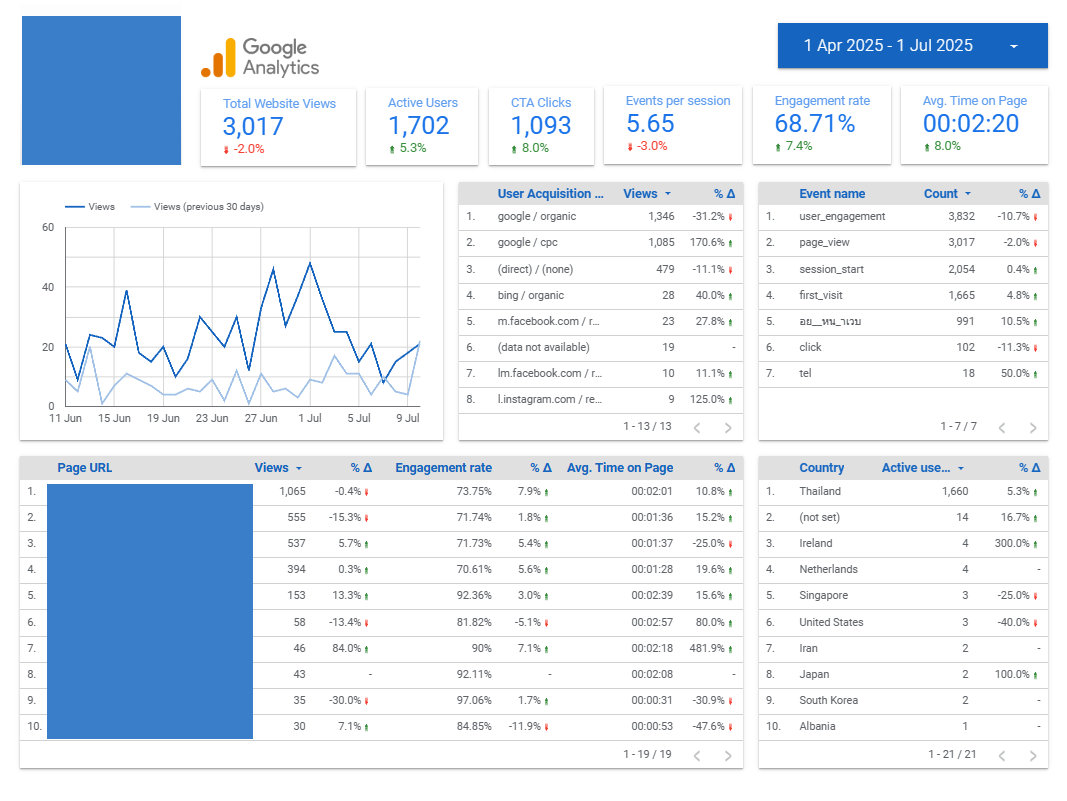 Google
Analytics
1 Apr 2025 - 1 Jul 2025
Total Website Views
3,017
-2.0%
Active Users
1,702
5.3%
CTA Clicks
1,093
8.0%
Events per session
5.65
-3.0%
Engagement rate
68.71%
7.4%
Avg. Time on Page
00:02:20
8.0%
Views Views (previous 30 days)
60
40
20
0
11 Jun 15 Jun 19 Jun 23 Jun 27 Jun 1 Jul 5 Jul 9 Jul
User Acquisition ... Views % Δ
1. google / organic 1,346 -31.2%
2. google / cpc 1,085 170.6%
3. (direct) / (none) 479 -11.1%
4. bing / organic 28 40.0%
5. m.facebook.com / r... 23 27.8%
6. (data not available) 19 -
7. lm.facebook.com / r... 10 11.1%
8. l.instagram.com / re... 9 125.0%
1 - 13 / 13
Event name Count % Δ
1. user_engagement 3,832 -10.7%
2. page_view 3,017 -2.0%
3. session_start 2,054 0.4%
4. first_visit 1,665 4.8%
5. อย__หน_าเวบ 991 10.5%
6. click 102 -11.3%
7. tel 18 50.0%
1 - 7 / 7
Page URL Views % Δ Engagement rate % Δ Avg. Time on Page % Δ
1. 1,065 -0.4% 73.75% 7.9% 00:02:01 10.8%
2. 555 -15.3% 71.74% 1.8% 00:01:36 15.2%
3. 537 5.7% 71.73% 5.4% 00:01:37 -25.0%
4. 394 0.3% 70.61% 5.6% 00:01:28 19.6%
5. 153 13.3% 92.36% 3.0% 00:02:39 15.6%
6. 58 -13.4% 81.82% -5.1% 00:02:57 80.0%
7. 46 84.0% 90% 7.1% 00:02:18 481.9%
8. 43 - 92.11% - 00:02:08 -
9. 35 -30.0% 97.06% 1.7% 00:00:31 -30.9%
10. 30 7.1% 84.85% -11.9% 00:00:53 -47.6%
1 - 19 / 19
Country Active use... % Δ
1. Thailand 1,660 5.3%
2. (not set) 14 16.7%
3. Ireland 4 300.0%
4. Netherlands 4 -
5. Singapore 3 -25.0%
6. United States 3 -40.0%
7. Iran 2 -
8. Japan 2 100.0%
9. South Korea 2 -
10. Albania 1 -
1 - 21 / 21